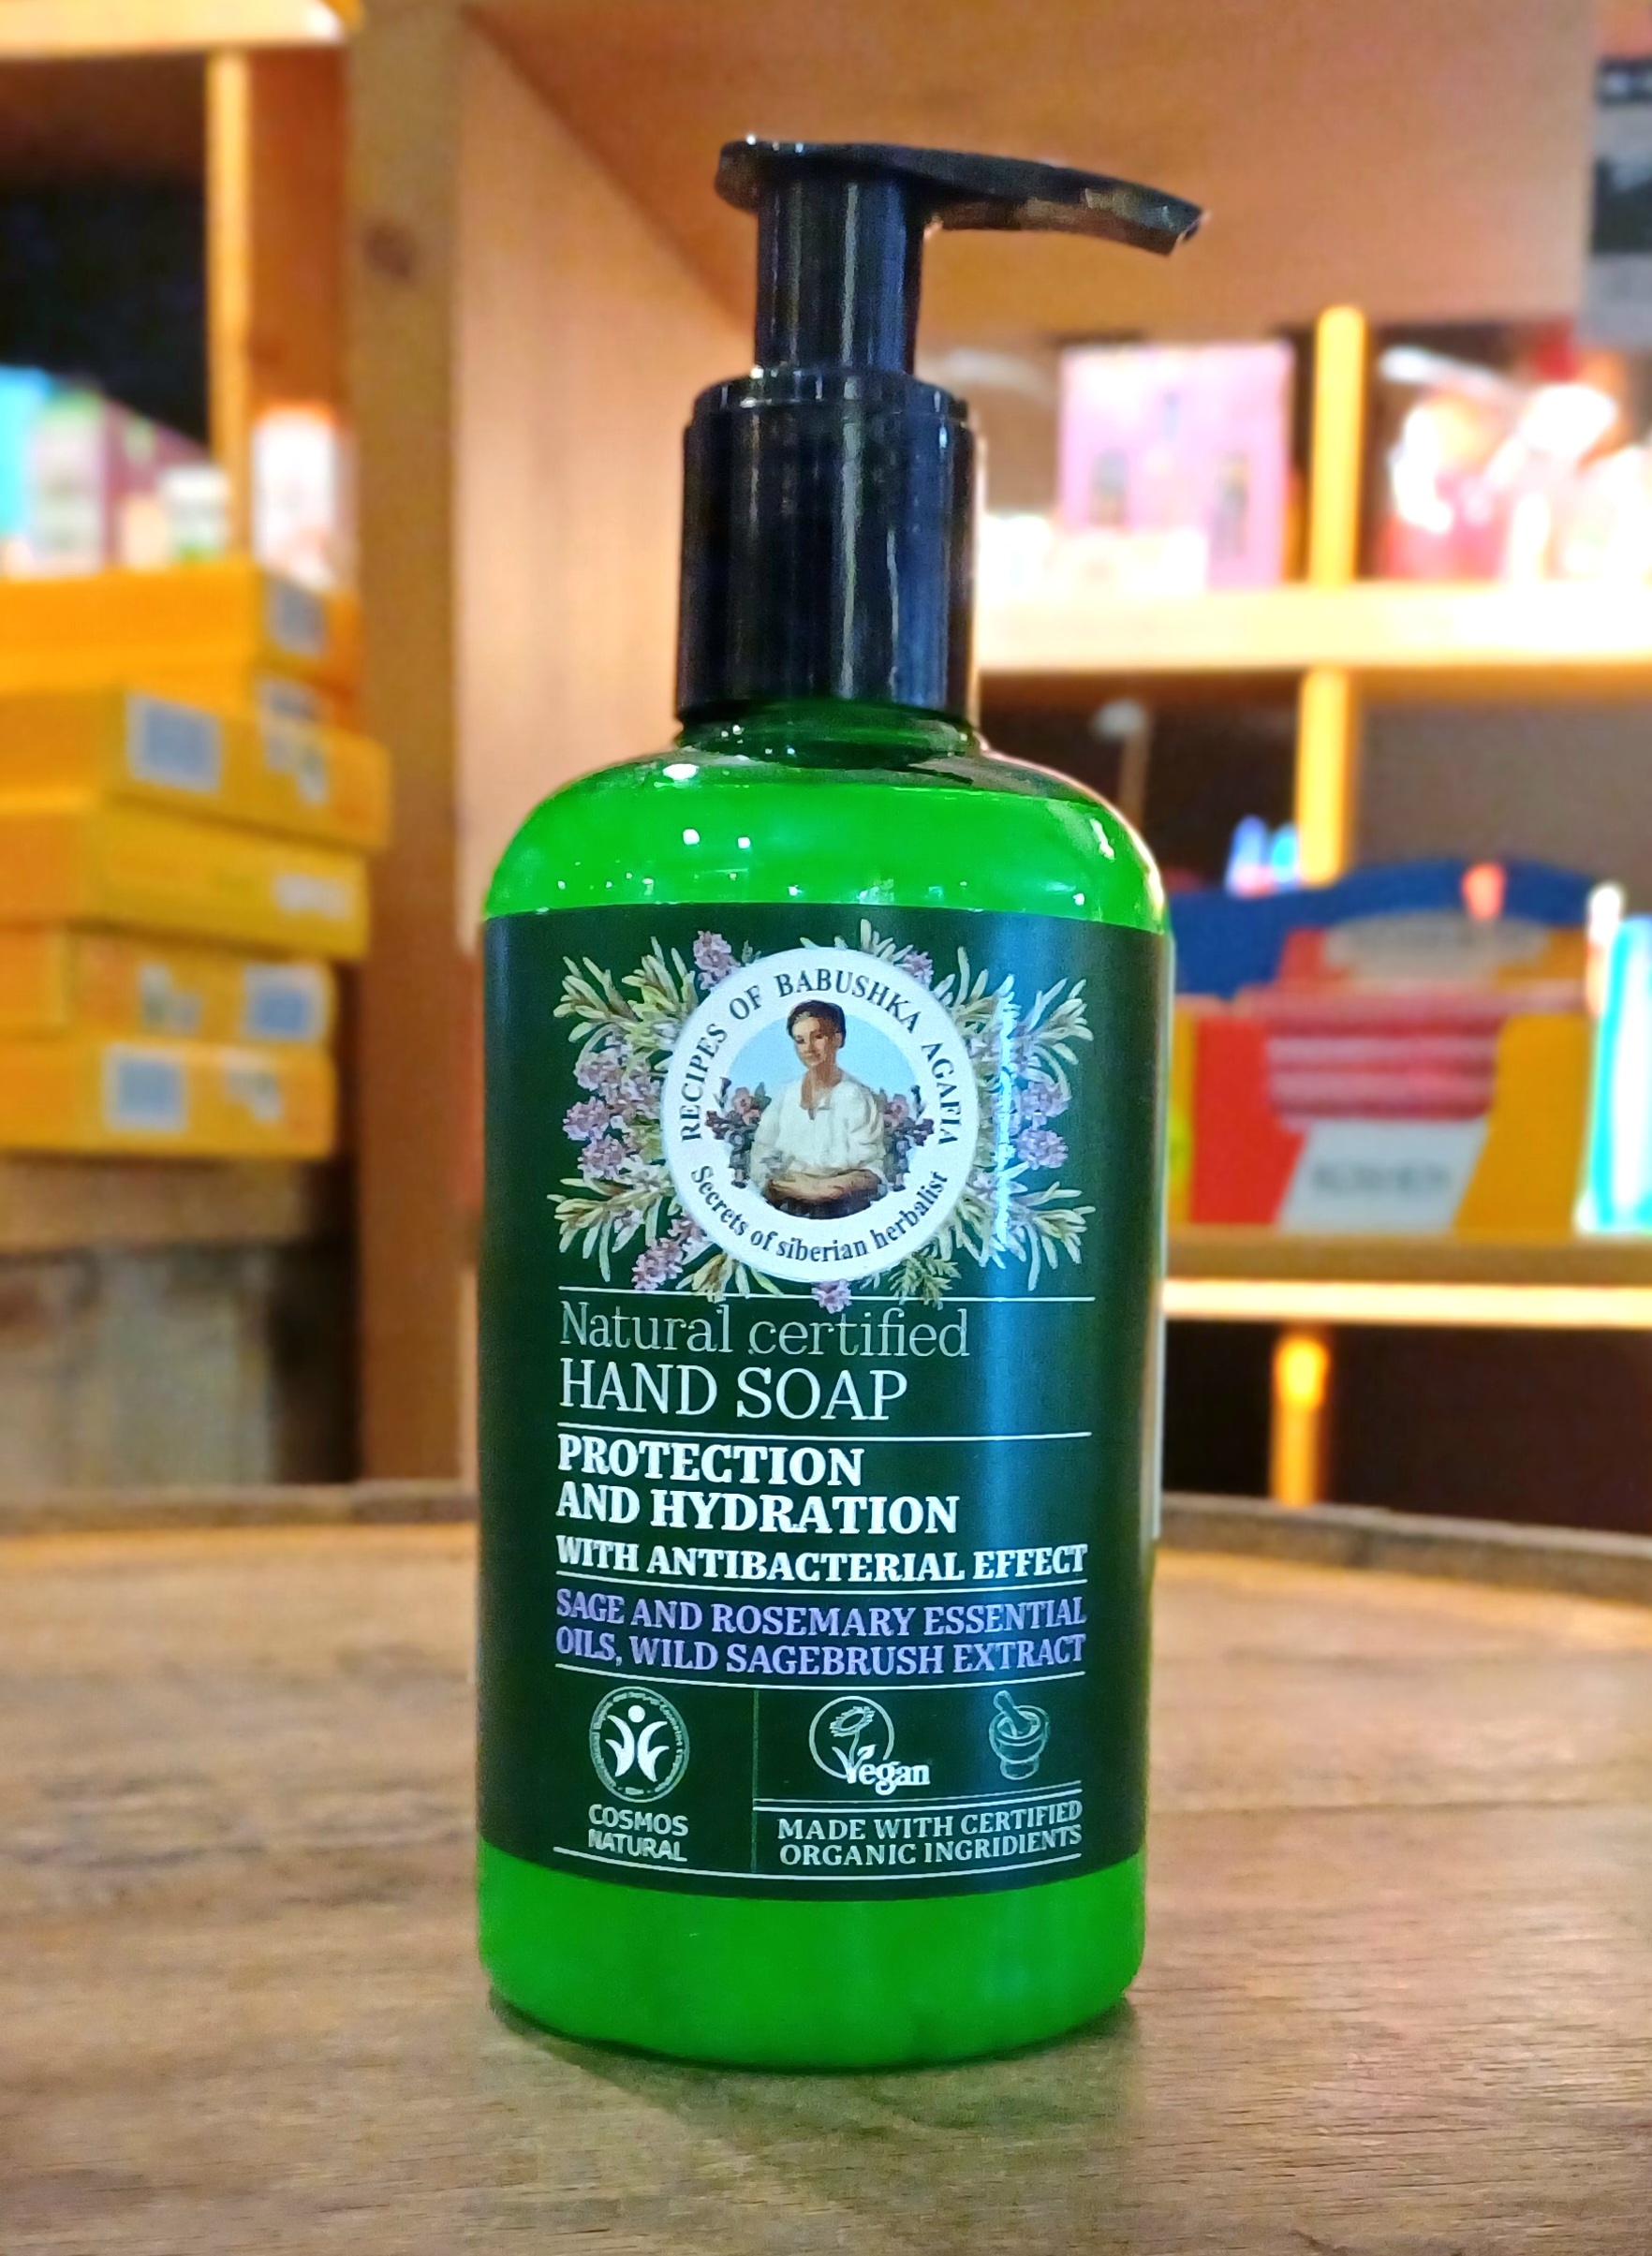 RECIPES OF BABUSHKA AGAFIA
Secrets of siberian herbalist
Natural certified
HAND SOAP
PROTECTION
AND HYDRATION
WITH ANTIBACTERIAL EFFECT
SAGE AND ROSEMARY ESSENTIAL
OILS, WILD SAGEBRUSH EXTRACT
Vegan
COSMOS
NATURAL
MADE WITH CERTIFIED
ORGANIC INGRIDIENTS